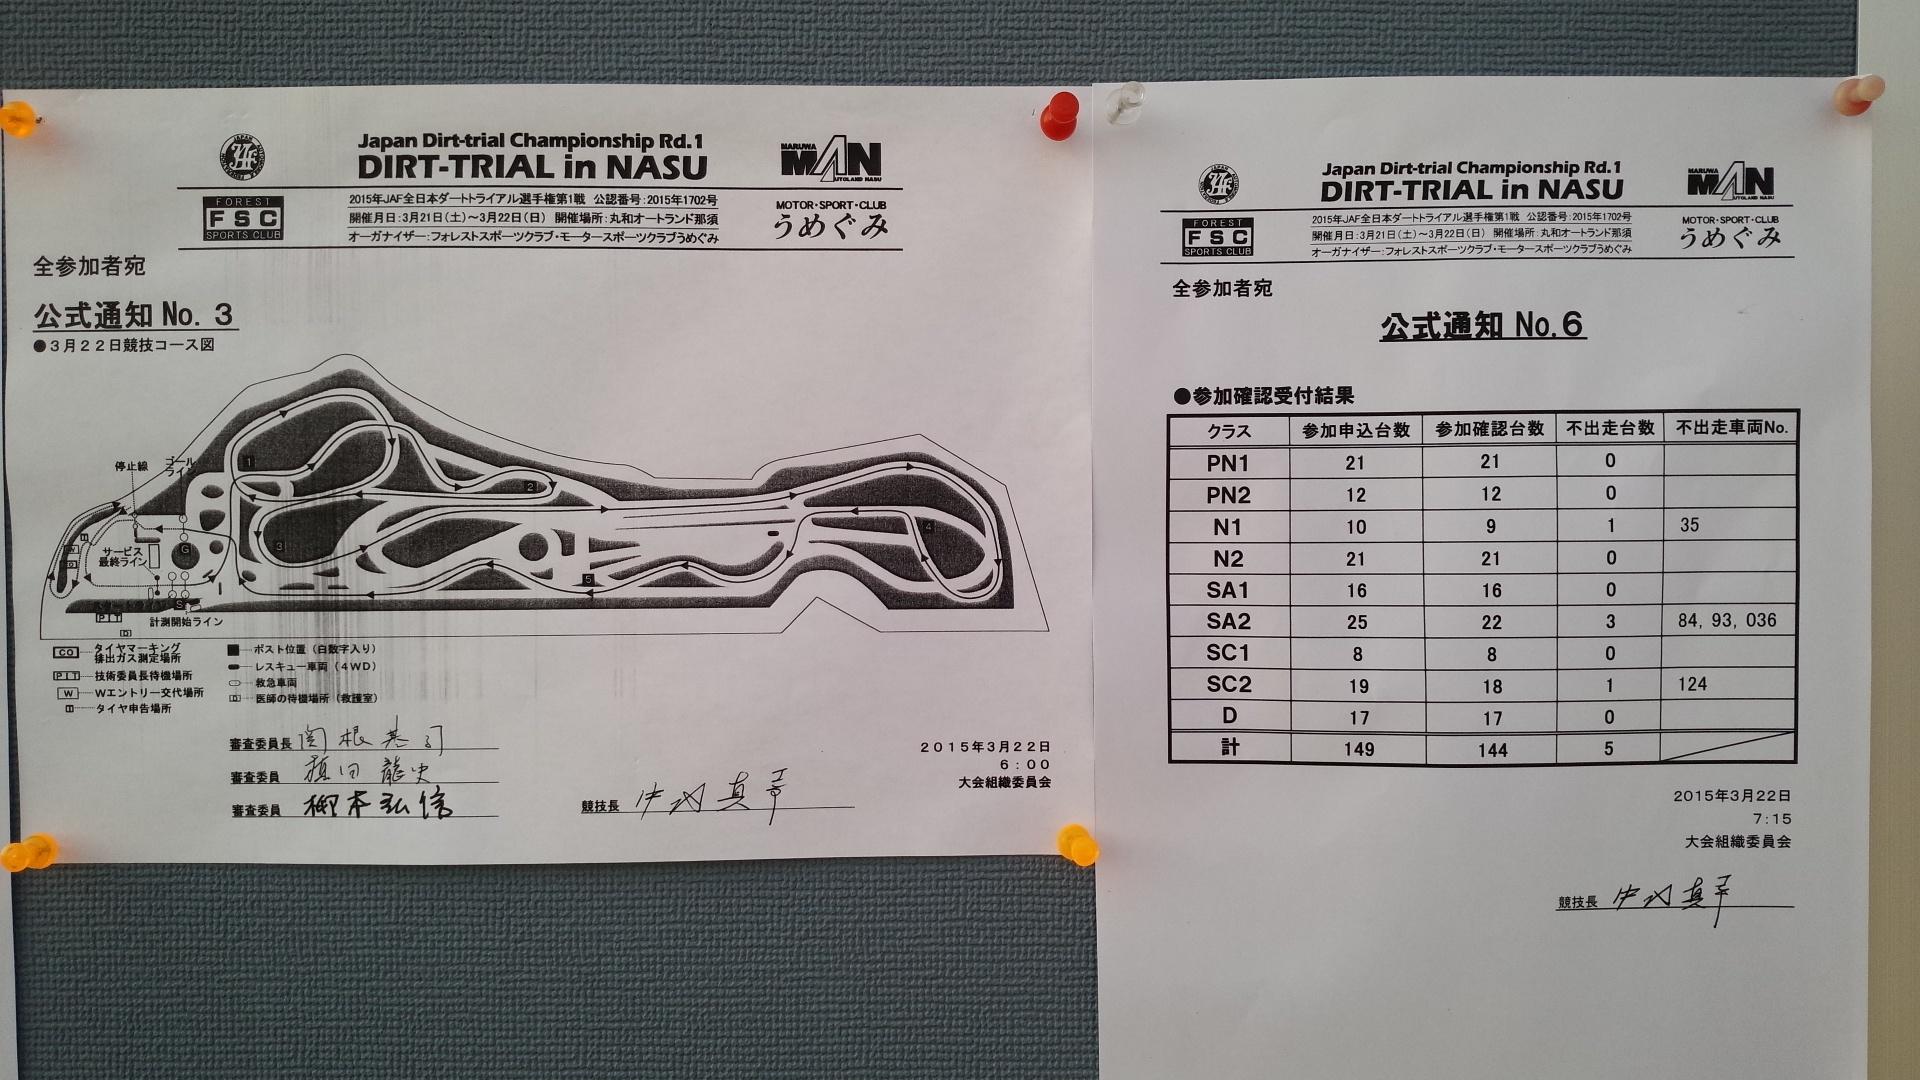 Japan Dirt-trial Championship Rd.1
DIRT-TRIAL in NASU
MARUWA
MAN
AUTOLAND NASU
FOREST
FSC
SPORTS CLUB
2015年JAF全日本ダートトライアル選手権第1戦 公認番号:2015年1702号
開催月日:3月21日(土)～3月22日(日) 開催場所:丸和オートランド那須
オーガナイザー:フォレストスポーツクラブ・モータースポーツクラブうめぐみ
MOTOR・SPORT・CLUB
うめぐみ
全参加者宛
公式通知 No. 3
●3月22日競技コース図
停止線
ゴール
ライン
1
2
3
4
5
G
サービス
最終ライン
S
計測開始ライン
PIT
CO タイヤマーキング
排出ガス測定場所
PIT 技術委員長待機場所
W Wエントリー交代場所
タイヤ申告場所
ポスト位置(白数字入り)
レスキュー車両(4WD)
救急車両
D 医師の待機場所(救護室)
審査委員長 関根基司
審査委員
審査委員 柳本弘信
競技長
2015年3月22日
6:00
大会組織委員会
Japan Dirt-trial Championship Rd.1
DIRT-TRIAL in NASU
MARUWA
MAN
AUTOLAND NASU
FOREST
FSC
SPORTS CLUB
2015年JAF全日本ダートトライアル選手権第1戦 公認番号:2015年1702号
開催月日:3月21日(土)～3月22日(日) 開催場所:丸和オートランド那須
オーガナイザー:フォレストスポーツクラブ・モータースポーツクラブうめぐみ
MOTOR・SPORT・CLUB
うめぐみ
全参加者宛
公式通知 No.6
●参加確認受付結果
クラス 参加申込台数 参加確認台数 不出走台数 不出走車両No.
PN1 21 21 0
PN2 12 12 0
N1 10 9 1 35
N2 21 21 0
SA1 16 16 0
SA2 25 22 3 84, 93, 036
SC1 8 8 0
SC2 19 18 1 124
D 17 17 0
計 149 144 5
2015年3月22日
7:15
大会組織委員会
競技長